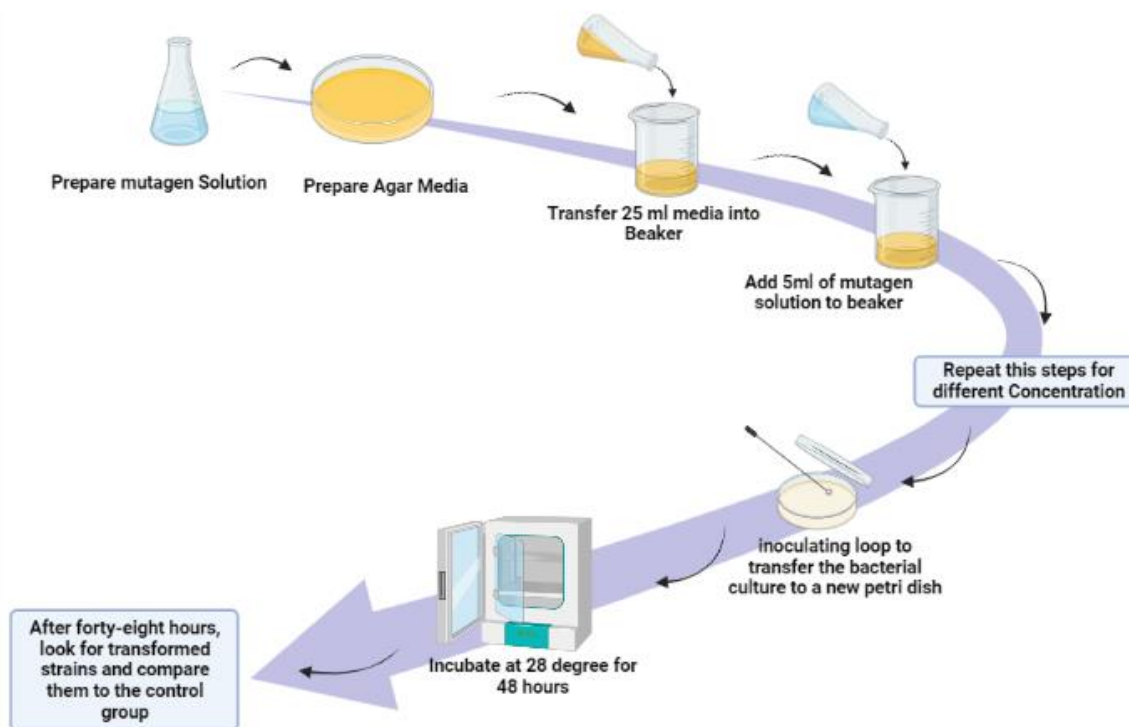 Prepare mutagen Solution
Prepare Agar Media
Transfer 25 ml media into
Beaker
Add 5ml of mutagen
solution to beaker
Repeat this steps for
different Concentration
inoculating loop to
transfer the bacterial
culture to a new petri dish
Incubate at 28 degree for
48 hours
After forty-eight hours,
look for transformed
strains and compare
them to the control
group